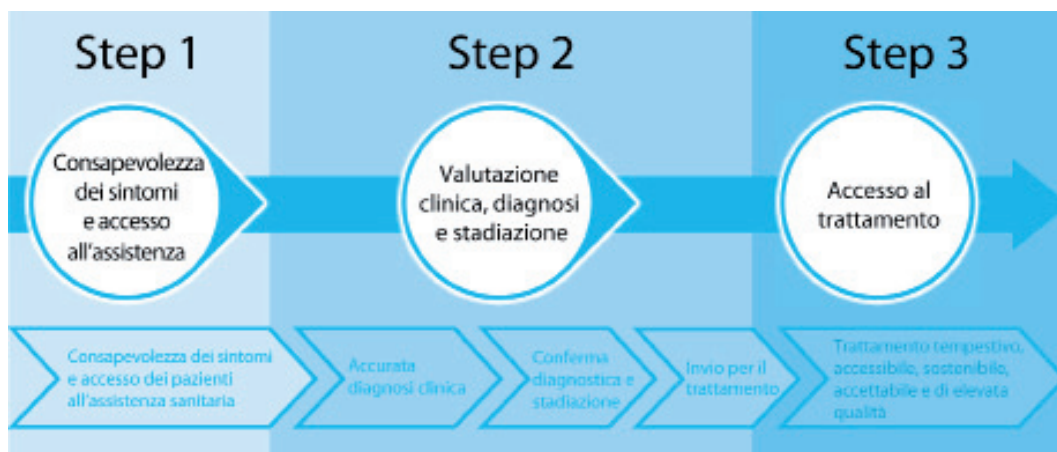 Step 1
Step 2
Step 3
Consapevolezza
dei sintomi
e accesso
all'assistenza
Valutazione
clinica, diagnosi
e stadiazione
Accesso al
trattamento
Consapevolezza dei sintomi
e accesso dei pazienti
all'assistenza sanitaria
Accurata
diagnosi clinica
Conferma
diagnostica e
stadiazione
Invio per il
trattamento
Trattamento tempestivo,
accessibile, sostenibile,
accettabile e di elevata
qualità